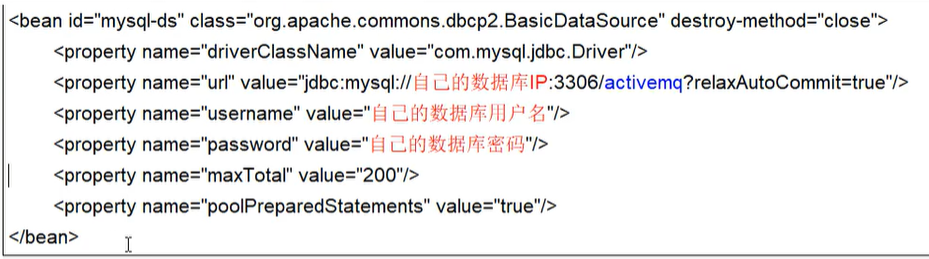 <bean id="mysql-ds" class="org.apache.commons.dbcp2.BasicDataSource" destroy-method="close">
<property name="driverClassName" value="com.mysql.jdbc.Driver"/>
<property name="url" value="jdbc:mysql://自己的数据库IP:3306/activemq?relaxAutoCommit=true"/>
<property name="username" value="自己的数据库用户名"/>
<property name="password" value="自己的数据库密码"/>
<property name="maxTotal" value="200"/>
<property name="poolPreparedStatements" value="true"/>
</bean>